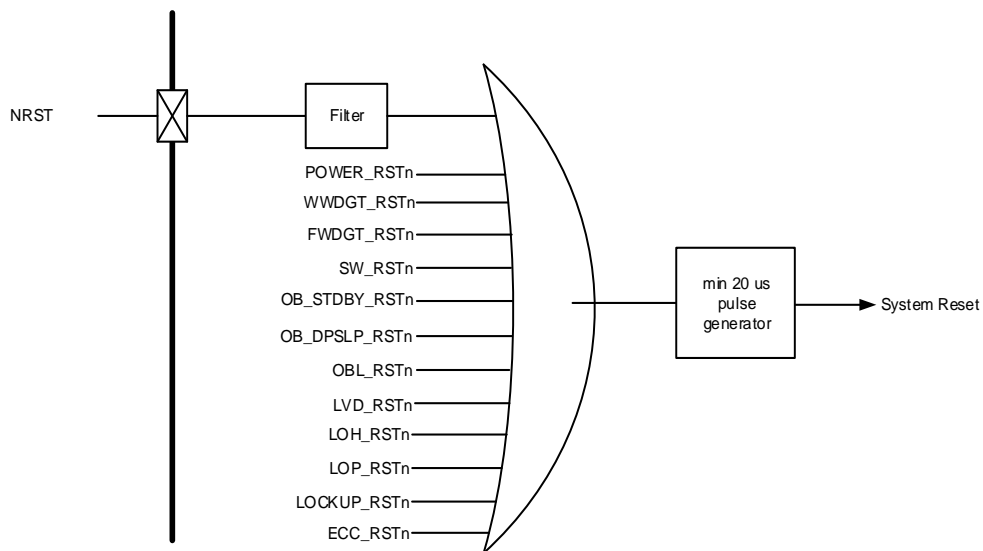 NRST
Filter
POWER_RSTn
WWDGT_RSTn
FWDGT_RSTn
SW_RSTn
OB_STDBY_RSTn
OB_DPSLP_RSTn
OBL_RSTn
LVD_RSTn
LOH_RSTn
LOP_RSTn
LOCKUP_RSTn
ECC_RSTn
min 20 us
pulse
generator
System Reset